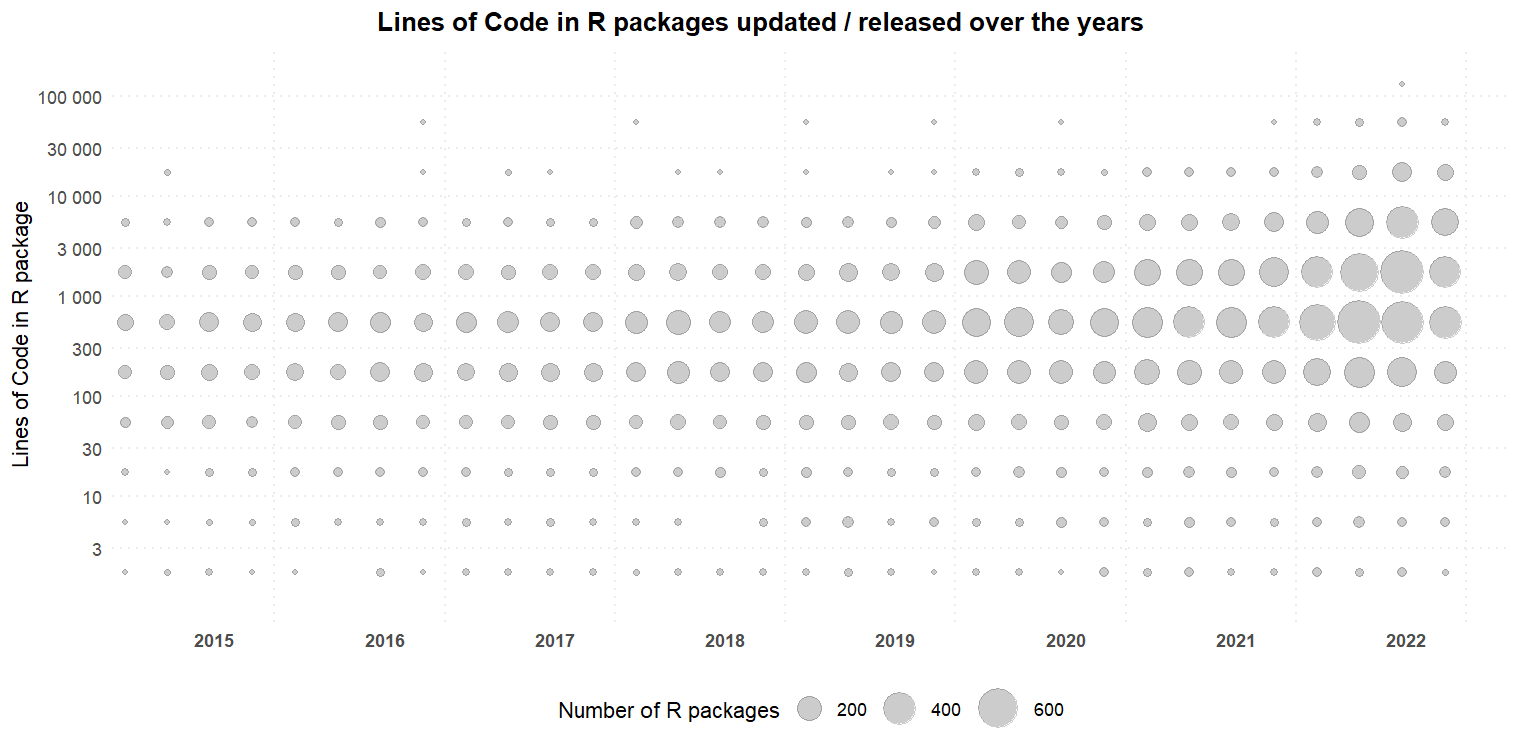 Lines of Code in R packages updated / released over the years
Lines of Code in R package
100 000
30 000
10 000
3 000
1 000
300
100
30
10
3
2015 2016 2017 2018 2019 2020 2021 2022
Number of R packages 200 400 600